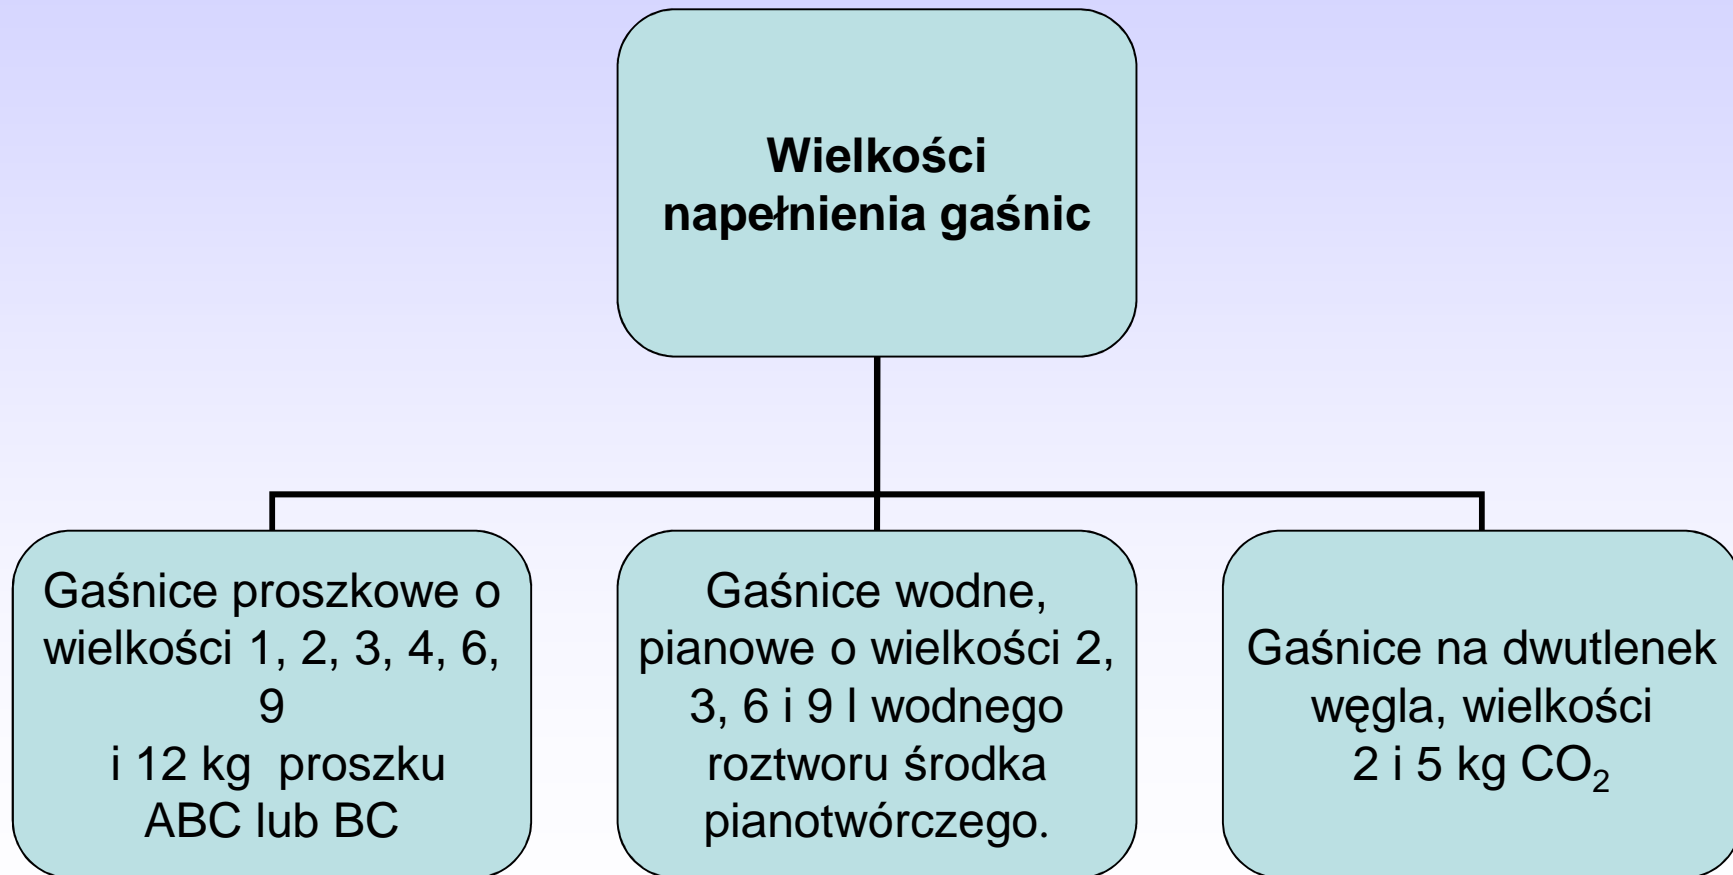 Wielkości
napełnienia gaśnic
Gaśnice proszkowe o
wielkości 1, 2, 3, 4, 6,
9
i 12 kg  proszku
ABC lub BC
Gaśnice wodne,
pianowe o wielkości 2,
3, 6 i 9 l wodnego
roztworu środka
pianotwórczego.
Gaśnice na dwutlenek
węgla, wielkości
2 i 5 kg CO₂